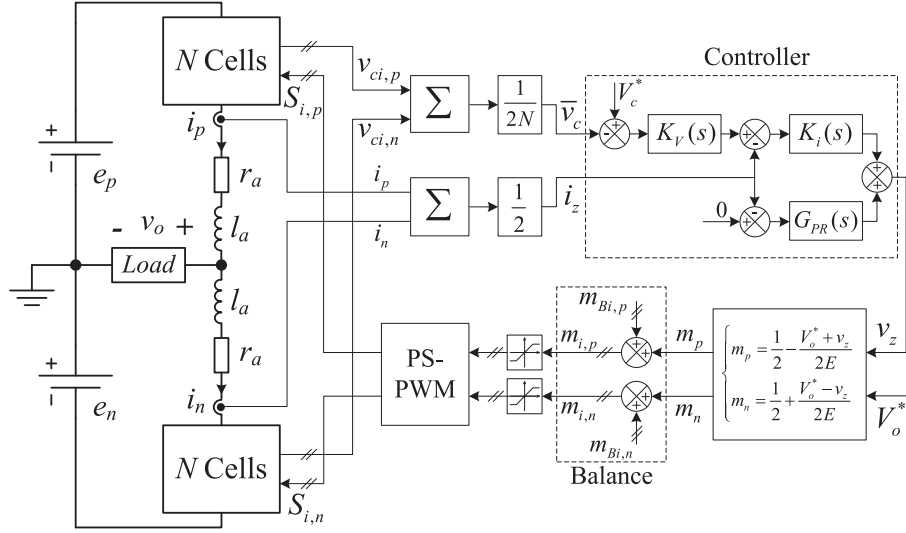 N Cells
v_{ci,p}
S_{i,p}
v_{ci,n}
Σ
1/2N
v̄_c
Controller
V_c^*
+
-
K_V(s)
+
-
K_i(s)
+
+
i_p
r_a
+
-
e_p
i_p
i_n
Σ
1/2
i_z
0
-
+
G_{PR}(s)
- v_o +
Load
l_a
l_a
r_a
+
-
e_n
i_n
N Cells
S_{i,n}
PS-
PWM
m_{Bi,p}
m_{i,p}
+
+
m_p
m_{i,n}
+
+
m_n
m_{Bi,n}
Balance
m_p = 1/2 - (V_o^* + v_z)/2E
m_n = 1/2 + (V_o^* - v_z)/2E
v_z
V_o^*